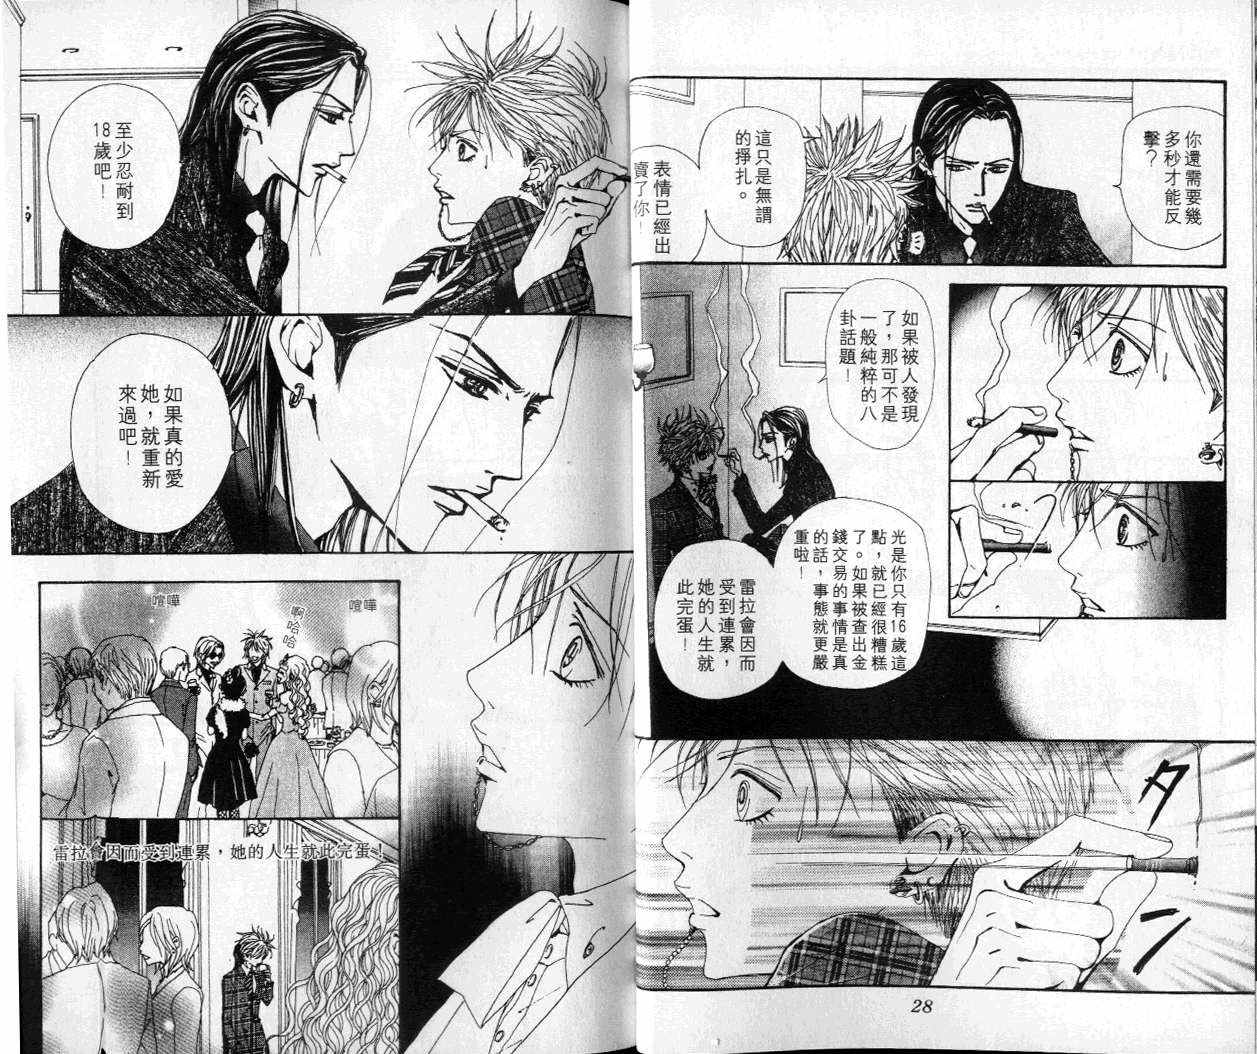 你還需要幾
多秒才能反
擊？
這只是無謂
的掙扎。
表情已經出
賣了你！
如果被人發現
了，那可不是
一般純粹的八
卦話題！
光是你只有16歲這
點，就已經很糟糕
了。如果被查出金
錢交易的事情是真
的話，事態就更嚴
重啦！
雷拉會因而
受到連累，
她的人生就
此完蛋！
タ
ン
28
至少忍耐到
18歲吧！
如果真的愛
她，就重新
來過吧！
喧嘩
啊哈哈
喧嘩
雷拉會因而受到連累，她的人生就此完蛋！